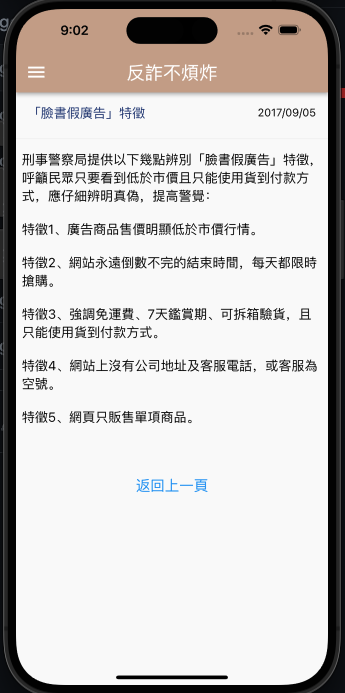 9:02
反詐不煩炸
「臉書假廣告」特徵
2017/09/05
刑事警察局提供以下幾點辨別「臉書假廣告」特徵，
呼籲民眾只要看到低於市價且只能使用貨到付款方
式，應仔細辨明真偽，提高警覺：
特徵1、廣告商品售價明顯低於市價行情。
特徵2、網站永遠倒數不完的結束時間，每天都限時
搶購。
特徵3、強調免運費、7天鑑賞期、可拆箱驗貨，且
只能使用貨到付款方式。
特徵4、網站上沒有公司地址及客服電話，或客服為
空號。
特徵5、網頁只販售單項商品。
返回上一頁